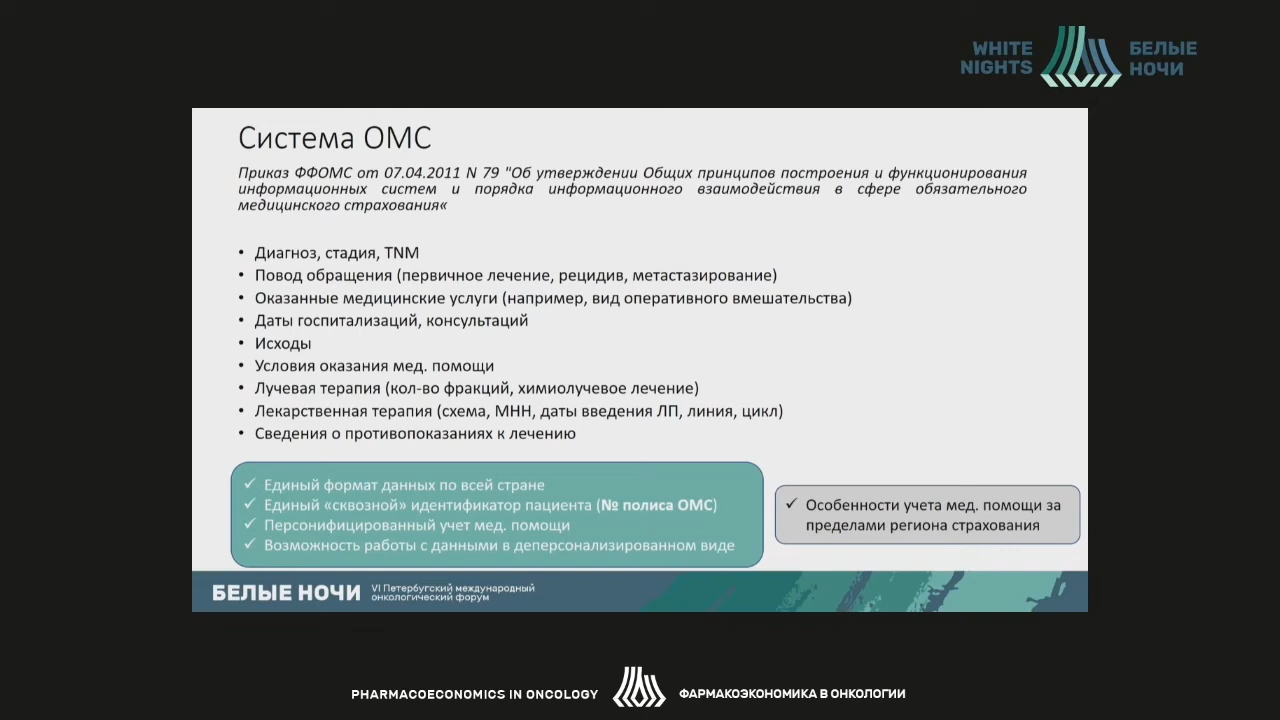 WHITE
NIGHTS
БЕЛЫЕ
НОЧИ
Система ОМС
Приказ ФФОМС от 07.04.2011 N 79 "Об утверждении Общих принципов построения и функционирования
информационных систем и порядка информационного взаимодействия в сфере обязательного
медицинского страхования«
• Диагноз, стадия, TNM
• Повод обращения (первичное лечение, рецидив, метастазирование)
• Оказанные медицинские услуги (например, вид оперативного вмешательства)
• Даты госпитализаций, консультаций
• Исходы
• Условия оказания мед. помощи
• Лучевая терапия (кол-во фракций, химиолучевое лечение)
• Лекарственная терапия (схема, МНН, даты введения ЛП, линия, цикл)
• Сведения о противопоказаниях к лечению
✓ Единый формат данных по всей стране
✓ Единый «сквозной» идентификатор пациента (№ полиса ОМС)
✓ Персонифицированный учет мед. помощи
✓ Возможность работы с данными в деперсонализированном виде
✓ Особенности учета мед. помощи за
пределами региона страхования
БЕЛЫЕ НОЧИ
VI Петербургский международный
онкологический форум
PHARMACOECONOMICS IN ONCOLOGY
ФАРМАКОЭКОНОМИКА В ОНКОЛОГИИ